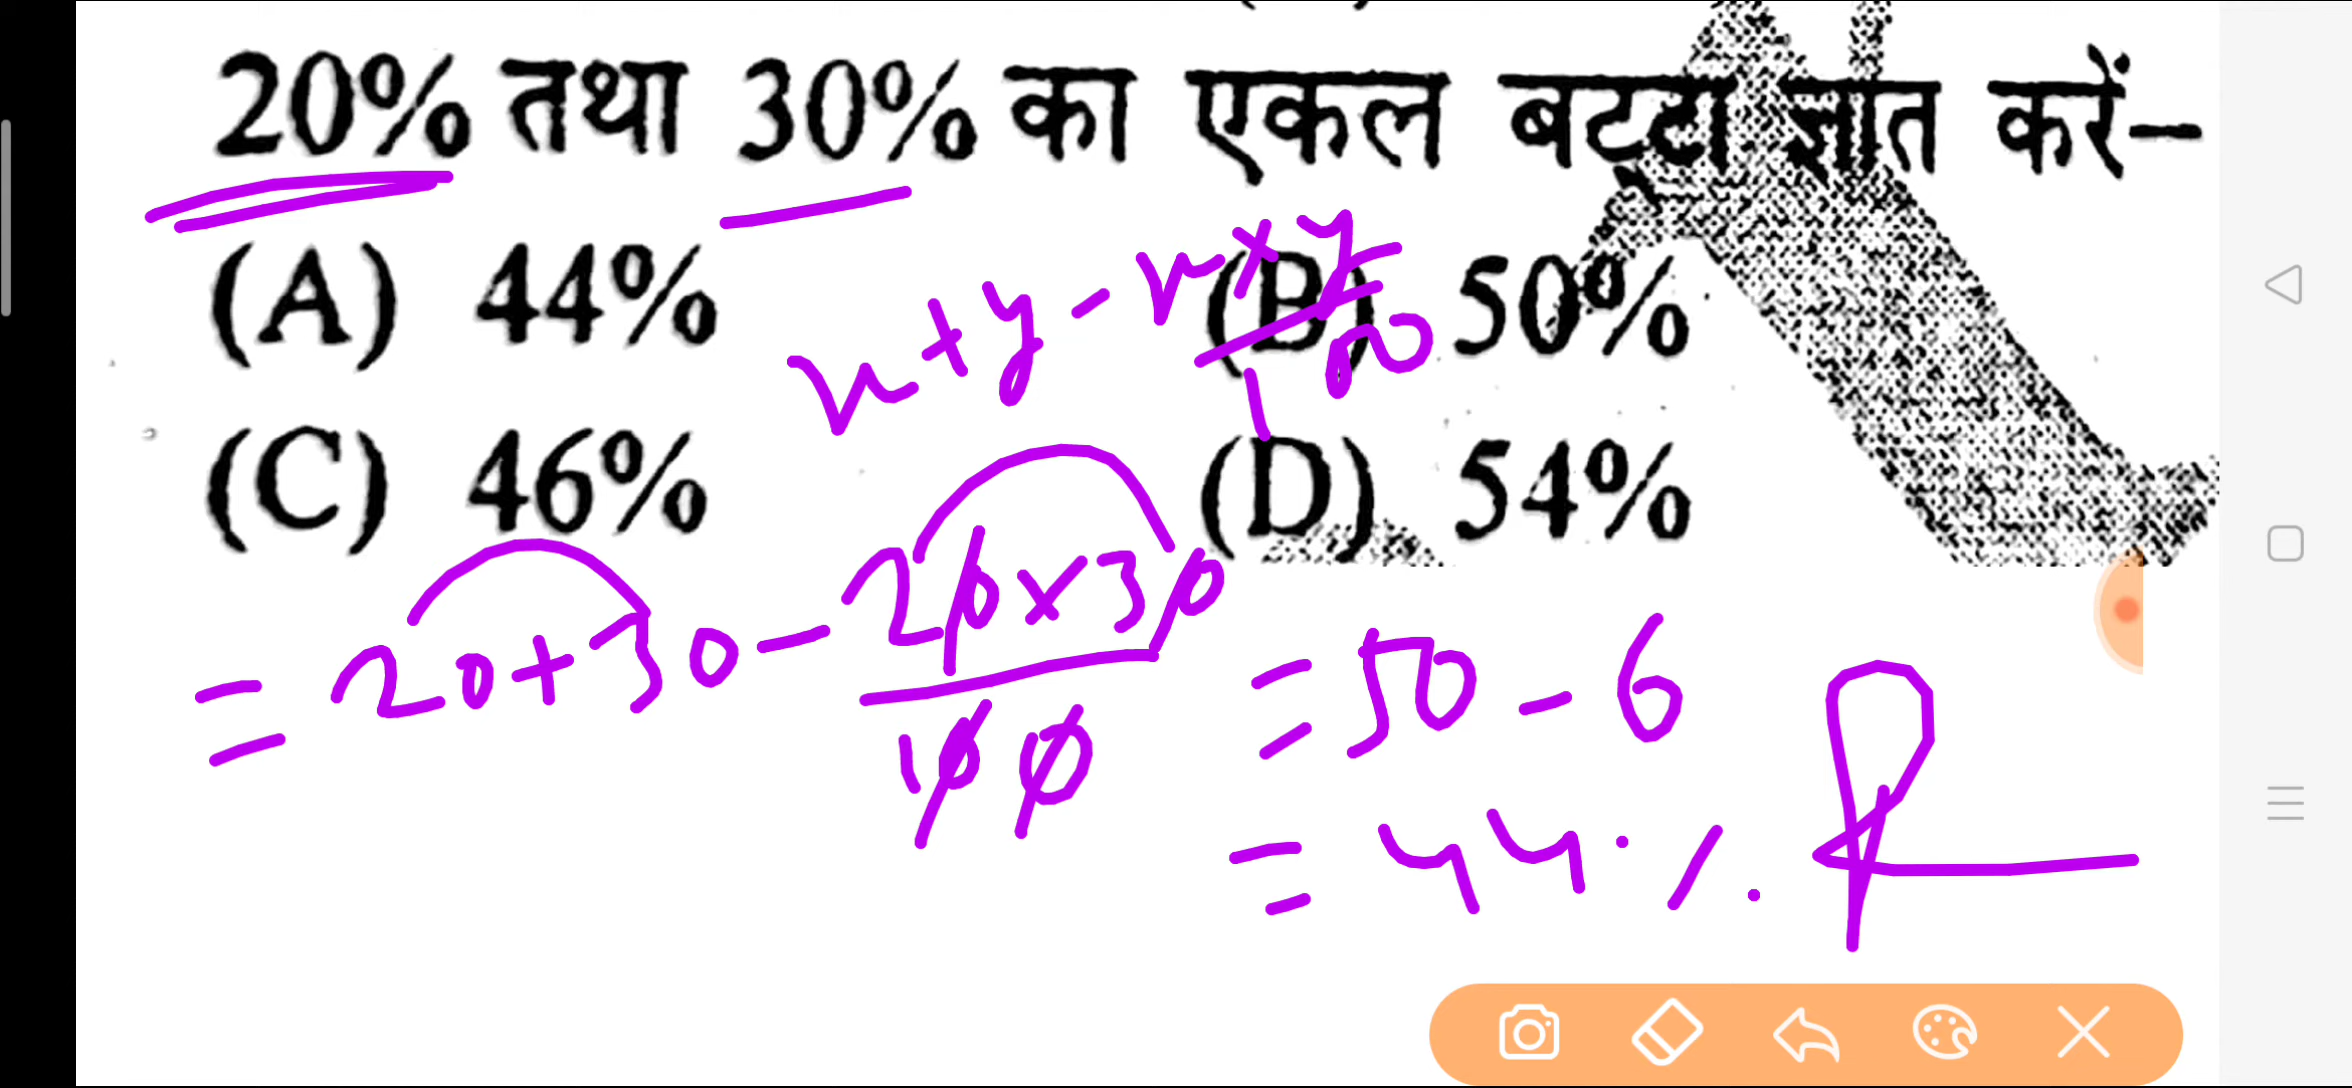 20% तथा 30% का एकल बट्टा ज्ञात करें–
(A) 44% (B) 50%
x+y-x×y/100
(C) 46% (D) 54%
= 20+30-20×30/100 = 50-6
= 44%.